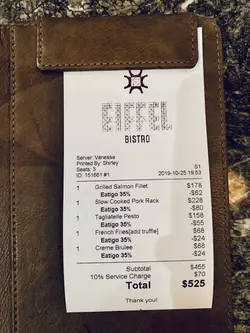 EIFFEL
BISTRO
Server: Vanessa
Printed By: Shirley
Seats: 3 S1
ID: 151661 #1 2019-10-25 19:53
1 Grilled Salmon Fillet $178
Eatigo 35% -$62
1 Slow Cooked Pork Rack $228
Eatigo 35% -$80
1 Tagliatelle Pesto $158
Eatigo 35% -$55
1 French Fries[add truffle] $68
Eatigo 35% -$24
1 Creme Brulee $68
Eatigo 35% -$24
Subtotal $455
10% Service Charge $70
Total $525
Thank you!